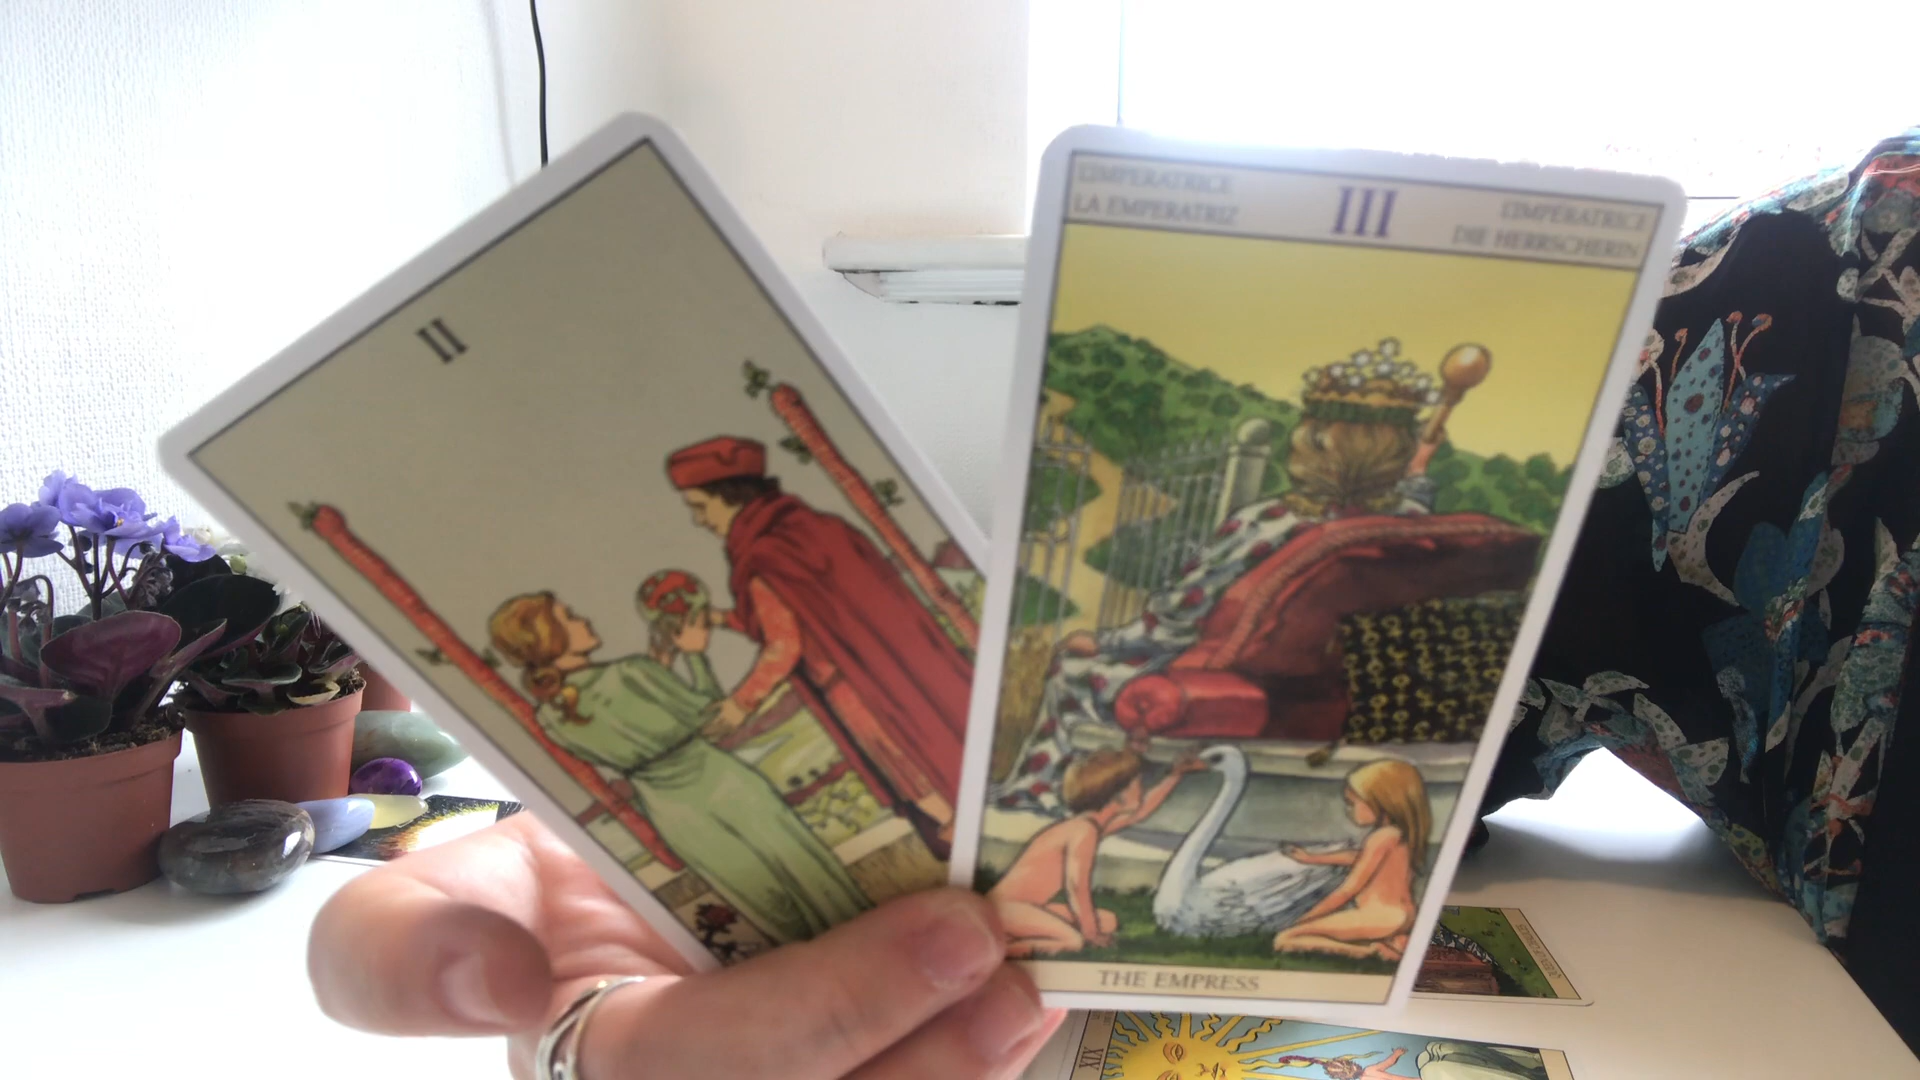 II
L'IMPERATRICE
LA EMPERATRIZ
III
L'IMPÉRATRICE
DIE HERRSCHERIN
THE EMPRESS
XIX